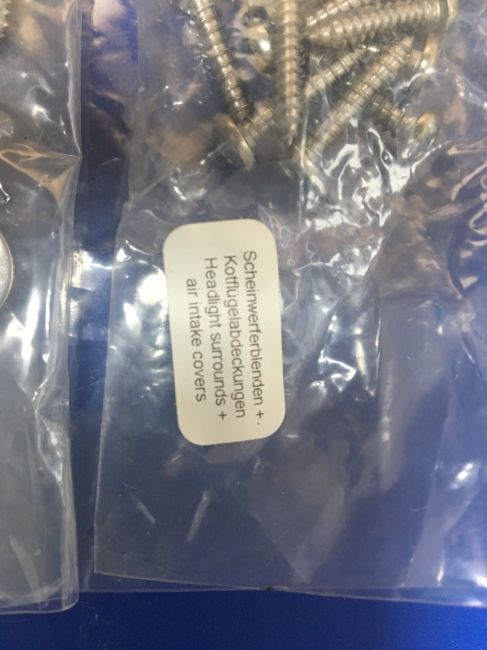 Scheinwerferblenden +.
Kotflügelabdeckungen
Headlight surrounds +
air intake covers